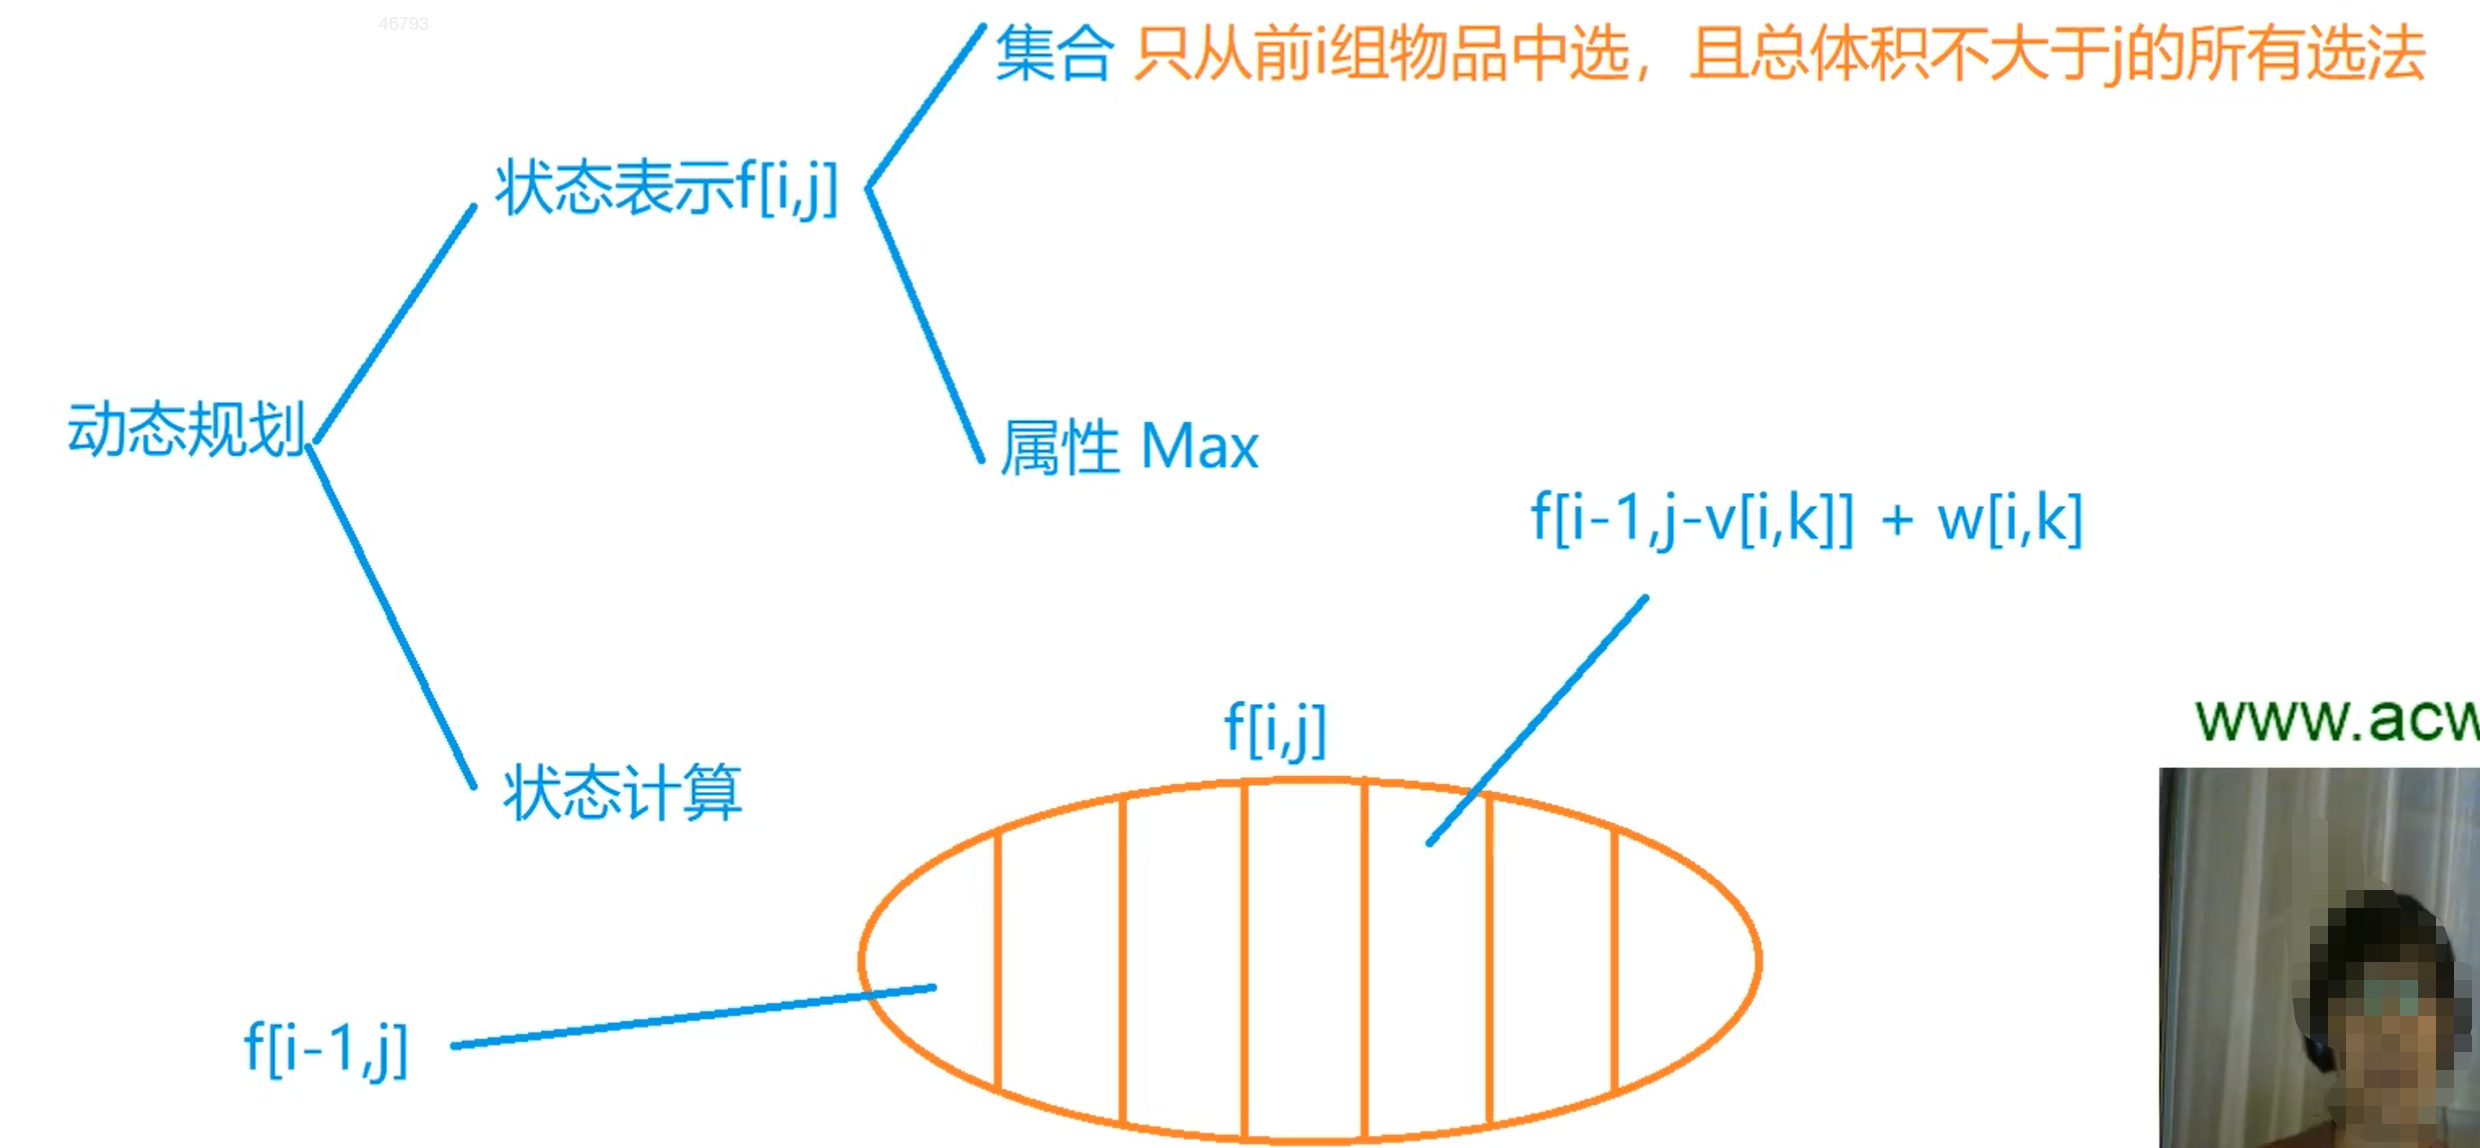 46793
集合 只从前i组物品中选，且总体积不大于j的所有选法
状态表示f[i,j]
动态规划
属性 Max
f[i-1,j-v[i,k]] + w[i,k]
f[i,j]
www.acw
状态计算
f[i-1,j]